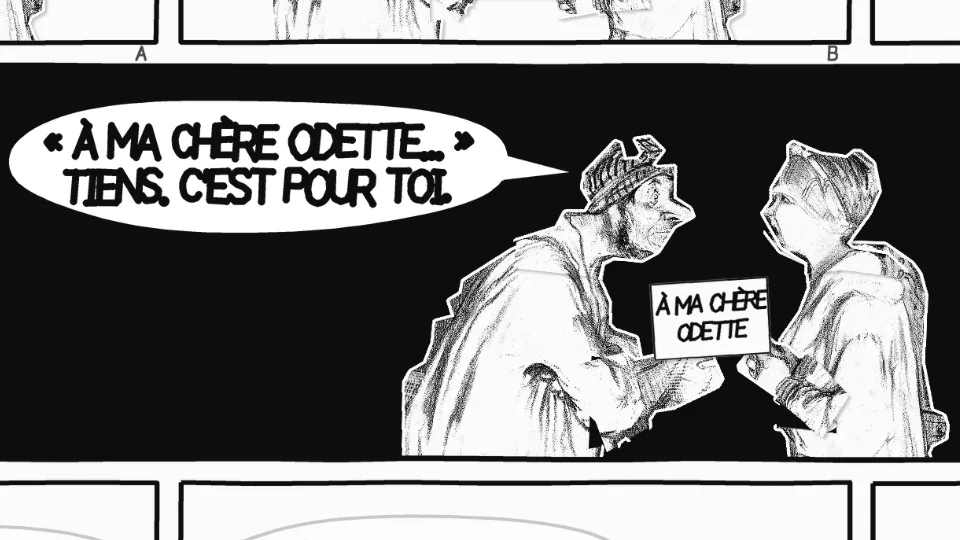 A
B
« À MA CHÈRE ODETTE... »
TIENS. C'EST POUR TOI.
À MA CHÈRE
ODETTE